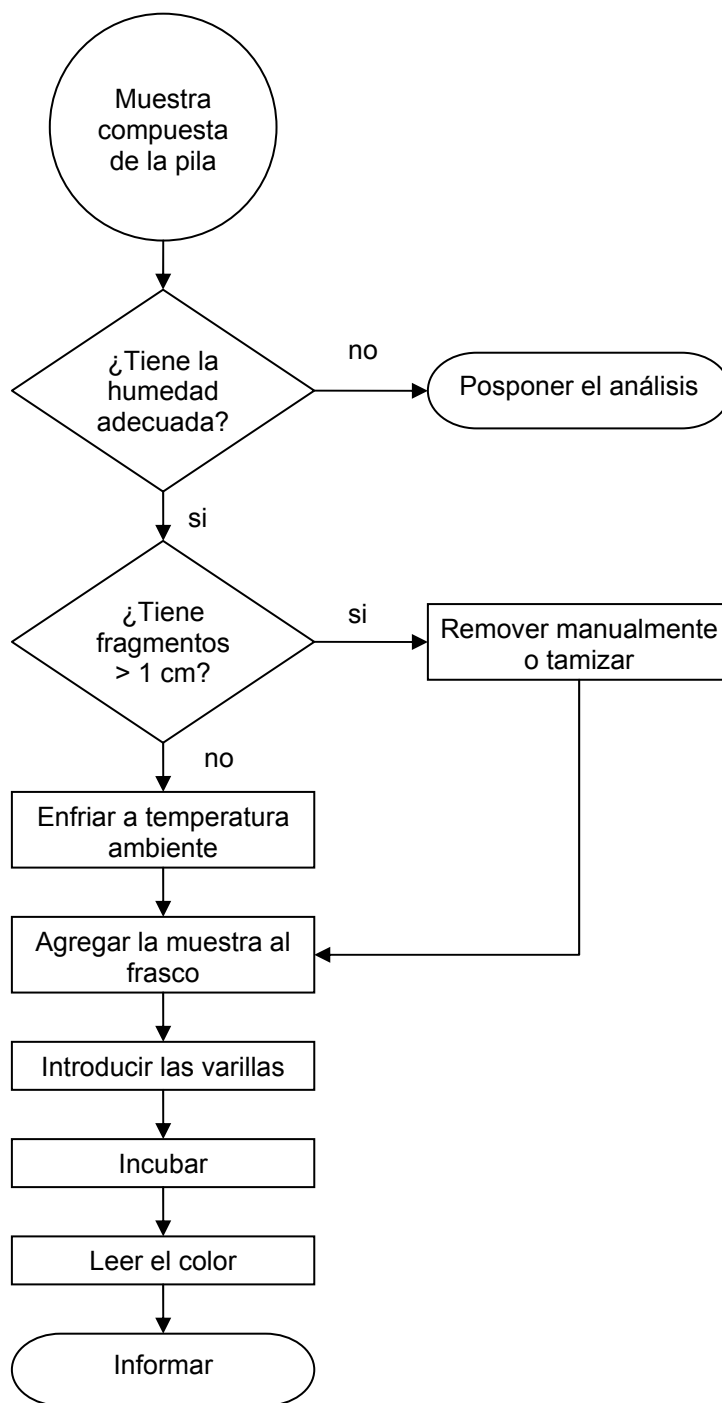 Muestra
compuesta
de la pila
¿Tiene la
humedad
adecuada?
no
Posponer el análisis
si
¿Tiene
fragmentos
> 1 cm?
si
Remover manualmente
o tamizar
no
Enfriar a temperatura
ambiente
Agregar la muestra al
frasco
Introducir las varillas
Incubar
Leer el color
Informar